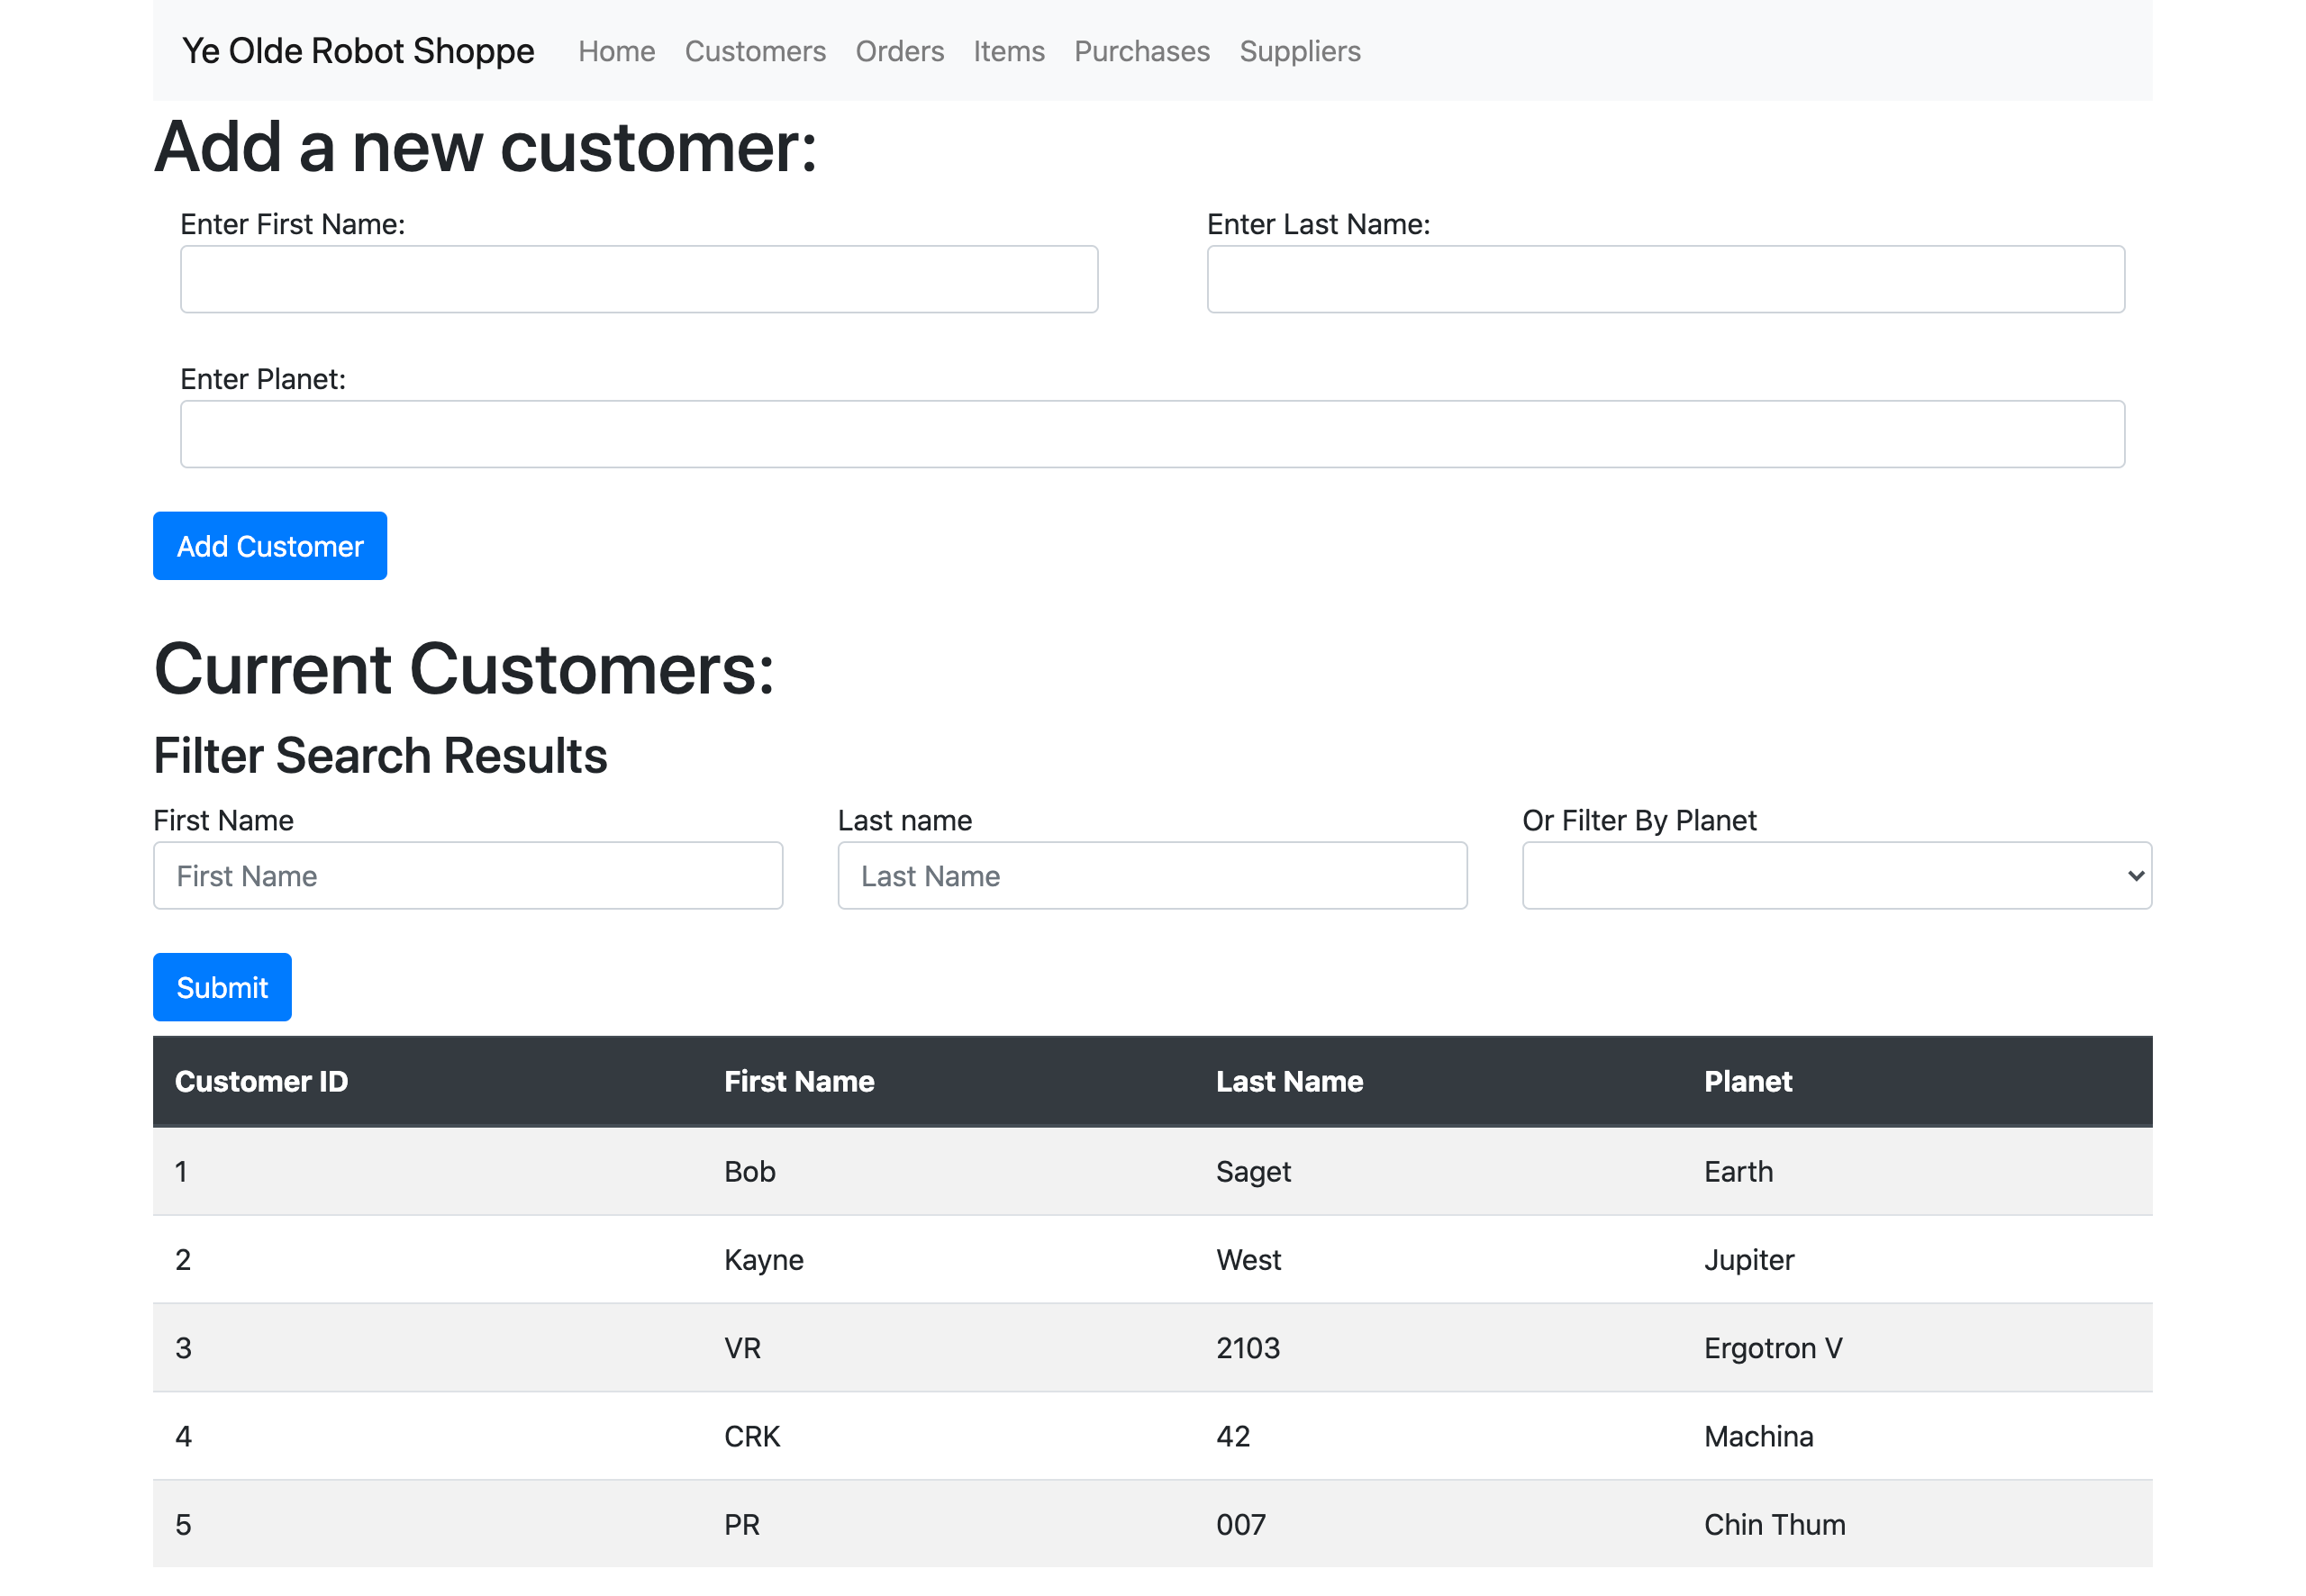 Ye Olde Robot Shoppe Home Customers Orders Items Purchases Suppliers
Add a new customer:
Enter First Name: Enter Last Name:
Enter Planet:
Add Customer
Current Customers:
Filter Search Results
First Name Last name Or Filter By Planet
First Name Last Name
Submit
Customer ID First Name Last Name Planet
1 Bob Saget Earth
2 Kayne West Jupiter
3 VR 2103 Ergotron V
4 CRK 42 Machina
5 PR 007 Chin Thum